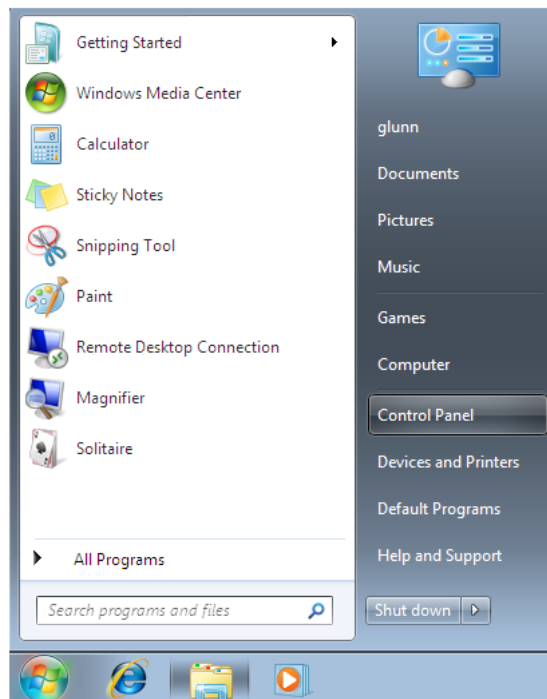 Getting Started
Windows Media Center
Calculator
Sticky Notes
Snipping Tool
Paint
Remote Desktop Connection
Magnifier
Solitaire
All Programs
Search programs and files
glunn
Documents
Pictures
Music
Games
Computer
Control Panel
Devices and Printers
Default Programs
Help and Support
Shut down